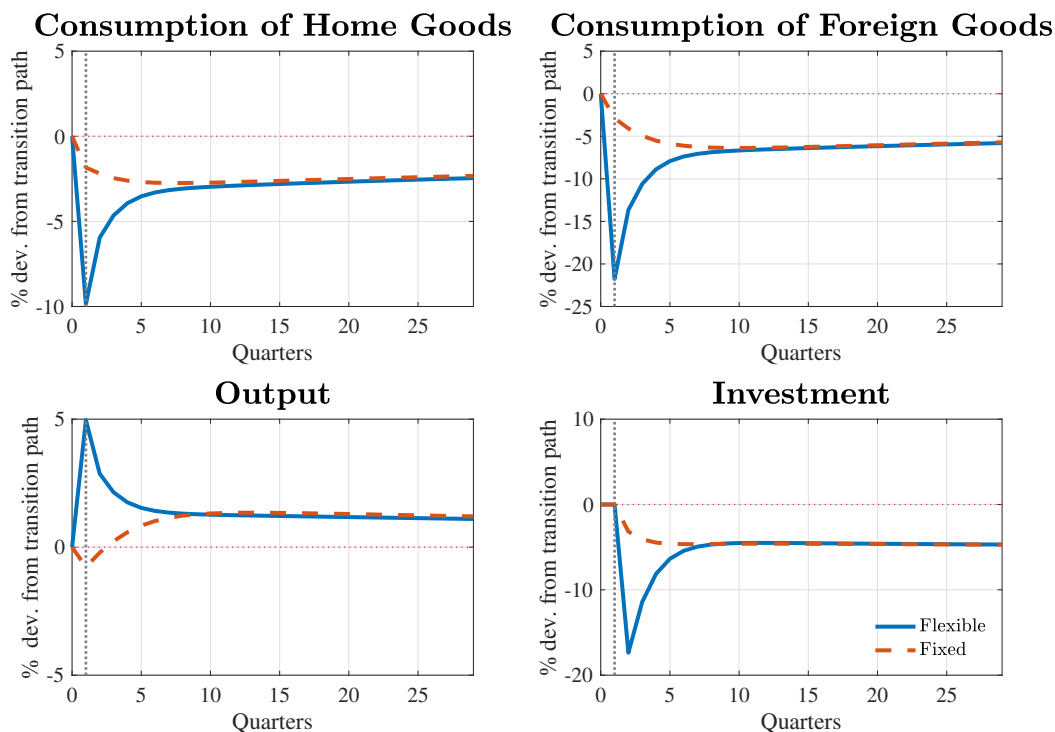 Consumption of Home Goods
% dev. from transition path
5
0
-5
-10
0 5 10 15 20 25
Quarters
Consumption of Foreign Goods
% dev. from transition path
5
0
-5
-10
-15
-20
-25
0 5 10 15 20 25
Quarters
Output
% dev. from transition path
5
0
-5
0 5 10 15 20 25
Quarters
Investment
% dev. from transition path
10
0
-10
-20
Flexible
Fixed
0 5 10 15 20 25
Quarters